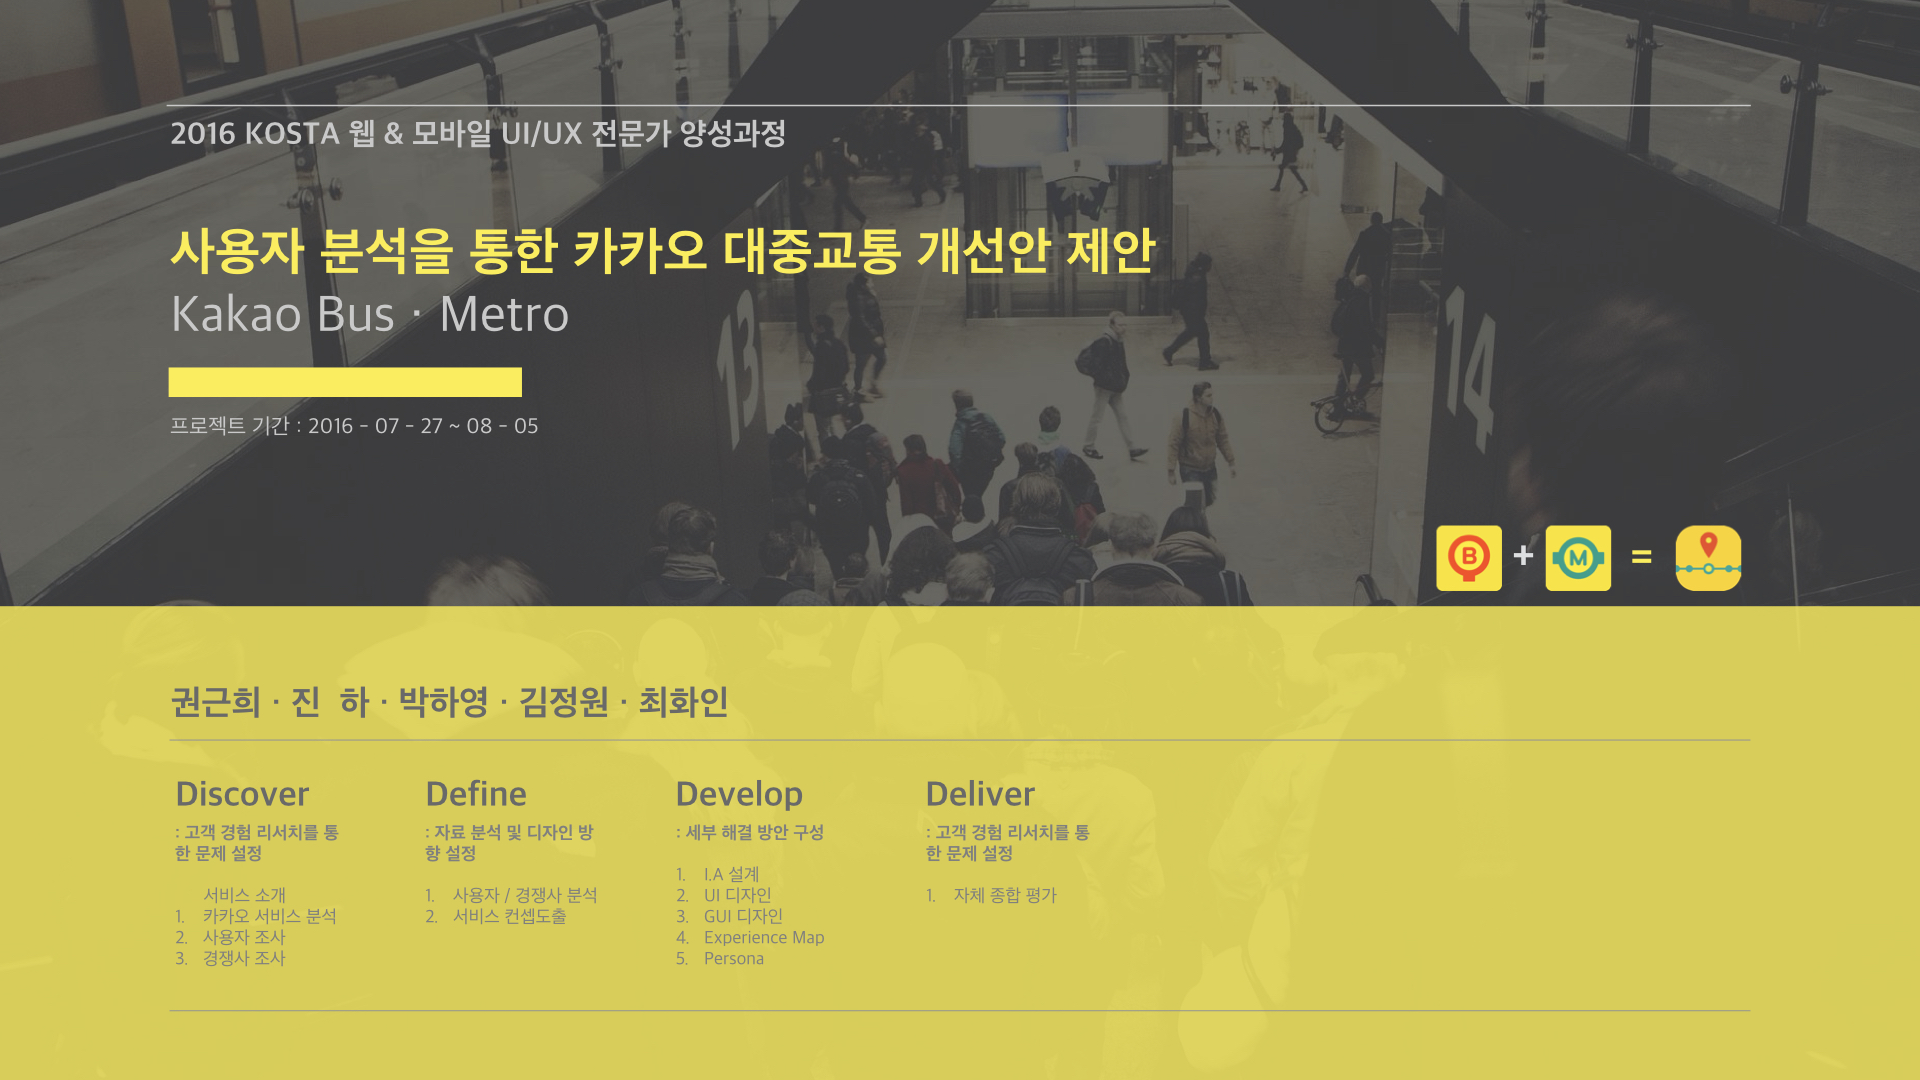 2016 KOSTA 웹 & 모바일 UI/UX 전문가 양성과정
사용자 분석을 통한 카카오 대중교통 개선안 제안
Kakao Bus · Metro
프로젝트 기간 : 2016 - 07 - 27 ~ 08 - 05
13
14
B + M =
권근희 · 진 하 · 박하영 · 김정원 · 최화인
Discover
: 고객 경험 리서치를 통
한 문제 설정
서비스 소개
1. 카카오 서비스 분석
2. 사용자 조사
3. 경쟁사 조사
Define
: 자료 분석 및 디자인 방
향 설정
1. 사용자 / 경쟁사 분석
2. 서비스 컨셉도출
Develop
: 세부 해결 방안 구성
1. I.A 설계
2. UI 디자인
3. GUI 디자인
4. Experience Map
5. Persona
Deliver
: 고객 경험 리서치를 통
한 문제 설정
1. 자체 종합 평가